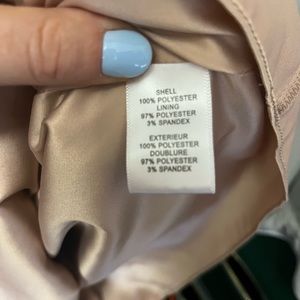 SHELL
100% POLYESTER
LINING
97% POLYESTER
3% SPANDEX
EXTERIEUR
100% POLYESTER
DOUBLURE
97% POLYESTER
3% SPANDEX